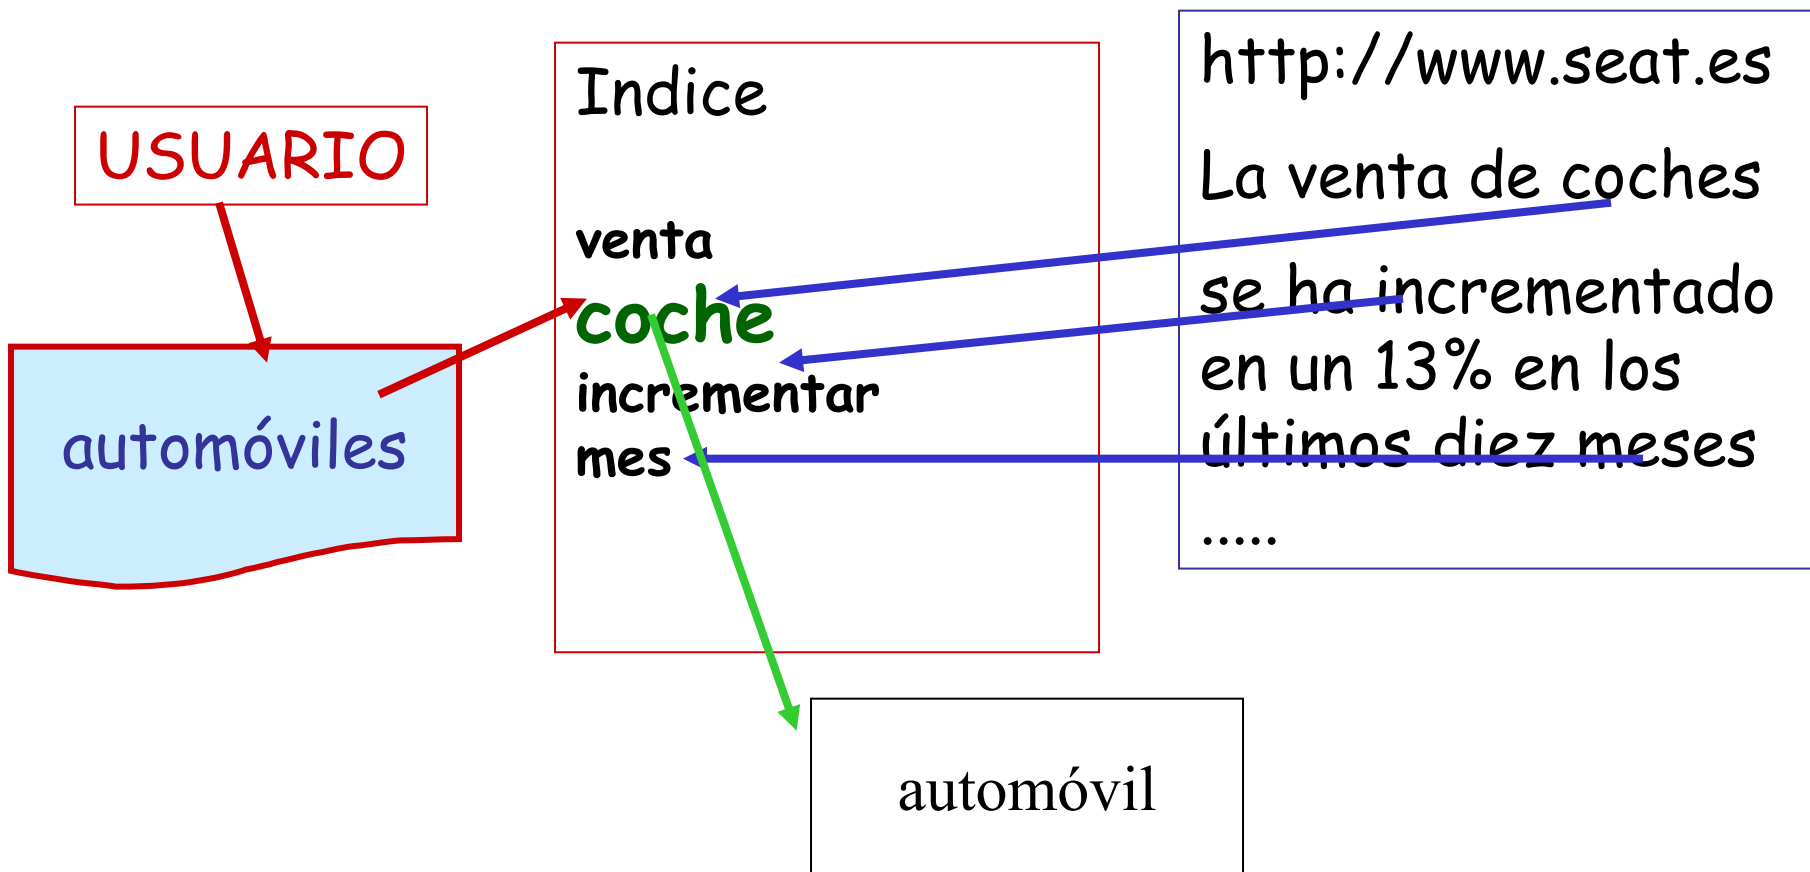 USUARIO
automóviles
Indice
venta
coche
incrementar
mes
http://www.seat.es
La venta de coches
se ha incrementado
en un 13% en los
últimos diez meses
.....
automóvil